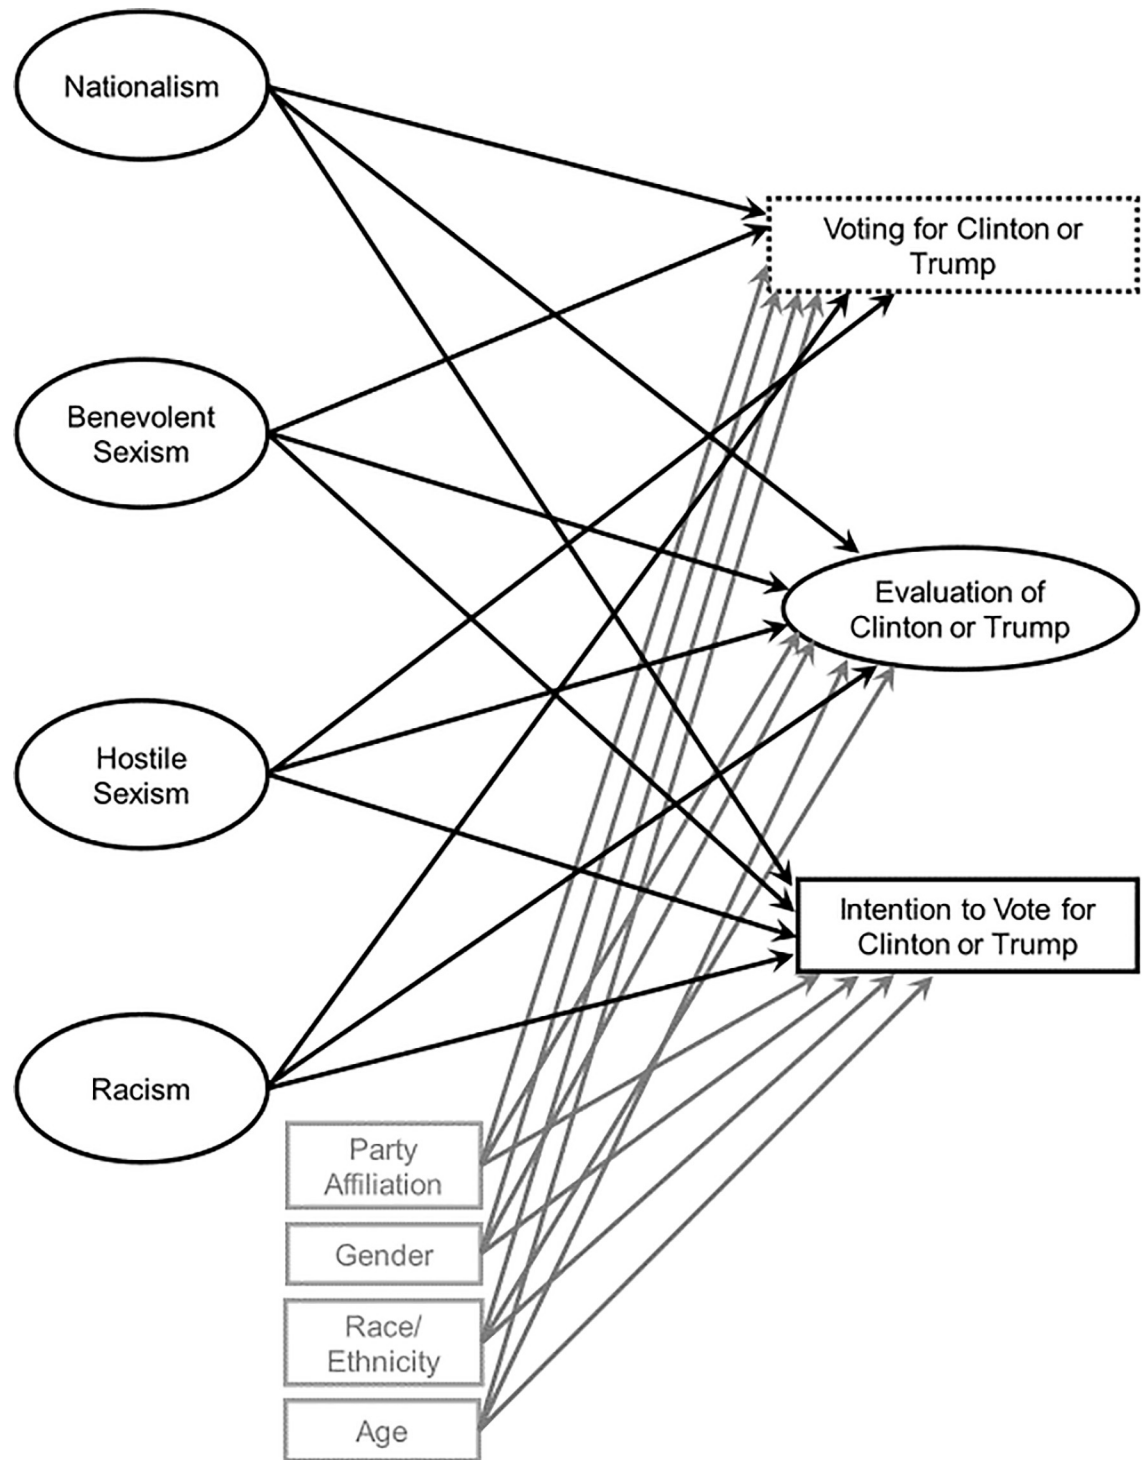 Nationalism
Voting for Clinton or
Trump
Benevolent
Sexism
Evaluation of
Clinton or Trump
Hostile
Sexism
Intention to Vote for
Clinton or Trump
Racism
Party
Affiliation
Gender
Race/
Ethnicity
Age